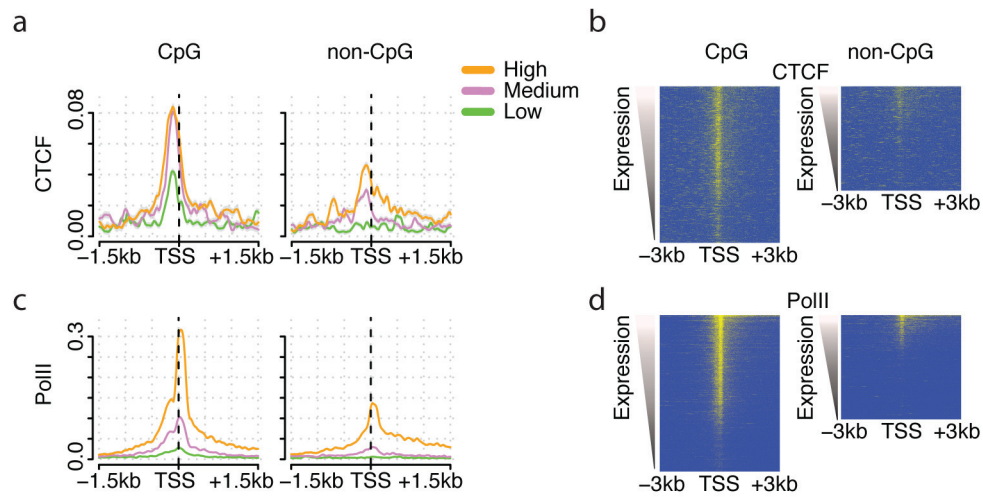 a
CpG
non-CpG
High
Medium
Low
CTCF
0.08
0.00
−1.5kb TSS +1.5kb
−1.5kb TSS +1.5kb
b
CpG
non-CpG
CTCF
Expression
Expression
−3kb TSS +3kb
−3kb TSS +3kb
c
PolII
0.3
0.0
−1.5kb TSS +1.5kb
−1.5kb TSS +1.5kb
d
PolII
Expression
Expression
−3kb TSS +3kb
−3kb TSS +3kb